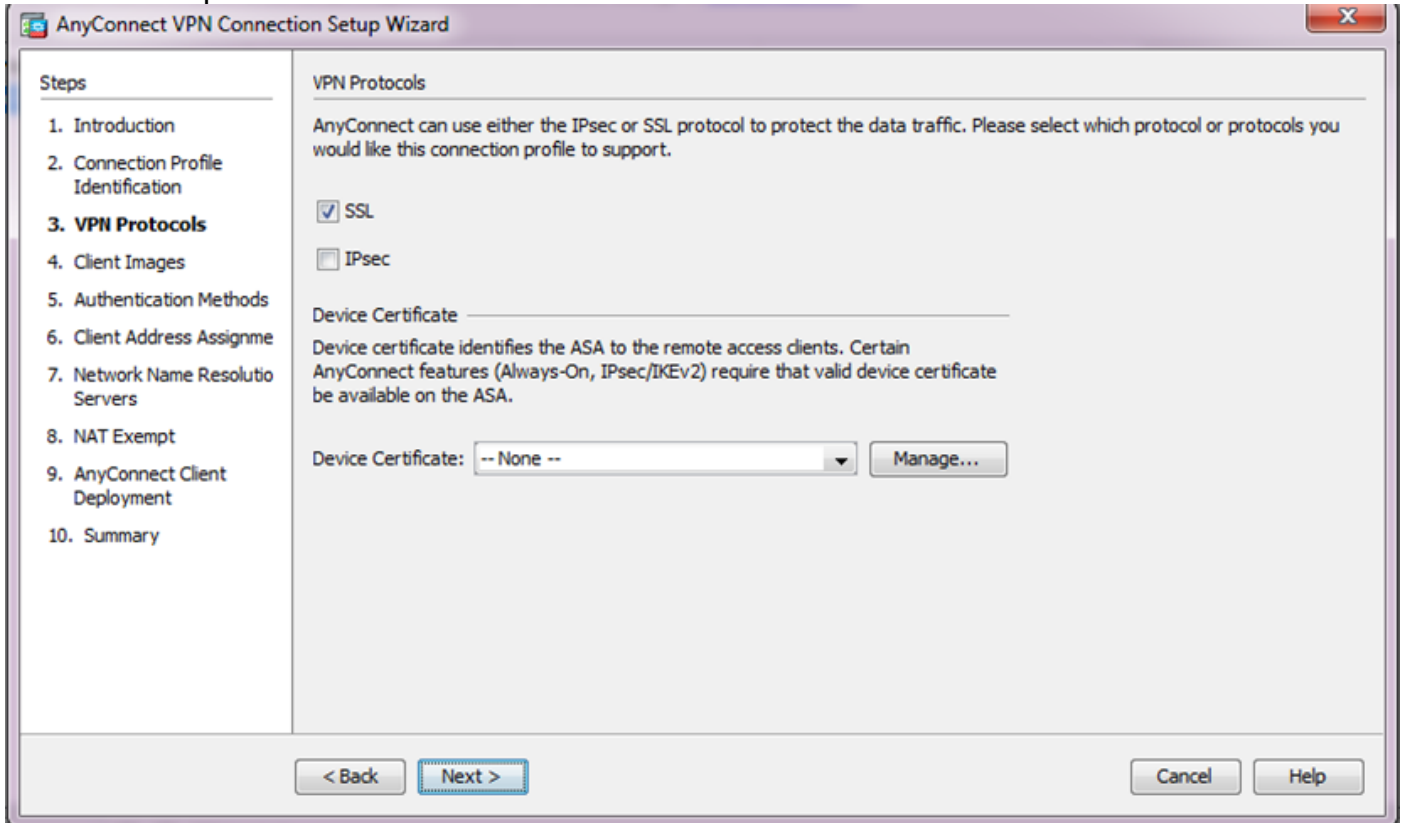 AnyConnect VPN Connection Setup Wizard
Steps
1. Introduction
2. Connection Profile
Identification
3. VPN Protocols
4. Client Images
5. Authentication Methods
6. Client Address Assignme
7. Network Name Resolutio
Servers
8. NAT Exempt
9. AnyConnect Client
Deployment
10. Summary
VPN Protocols
AnyConnect can use either the IPsec or SSL protocol to protect the data traffic. Please select which protocol or protocols you
would like this connection profile to support.
SSL
IPsec
Device Certificate
Device certificate identifies the ASA to the remote access clients. Certain
AnyConnect features (Always-On, IPsec/IKEv2) require that valid device certificate
be available on the ASA.
Device Certificate: -- None -- Manage...
< Back Next > Cancel Help